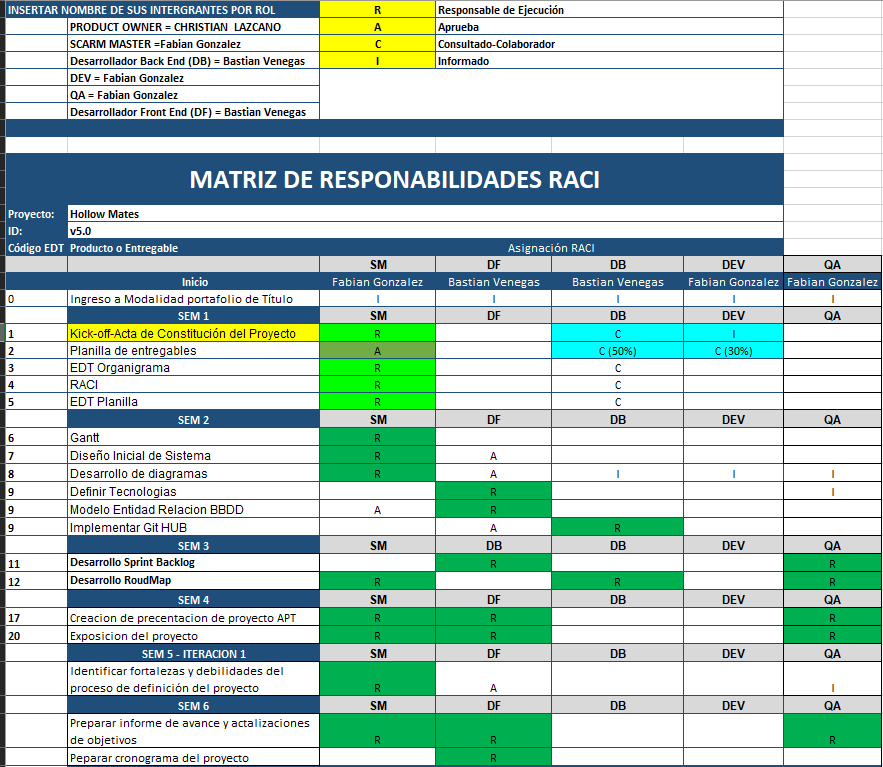 INSERTAR NOMBRE DE SUS INTERGRANTES POR ROL R Responsable de Ejecución
PRODUCT OWNER = CHRISTIAN LAZCANO A Aprueba
SCARM MASTER =Fabian Gonzalez C Consultado-Colaborador
Desarrollador Back End (DB) = Bastian Venegas I Informado
DEV = Fabian Gonzalez
QA = Fabian Gonzalez
Desarrollador Front End (DF) = Bastian Venegas
MATRIZ DE RESPONABILIDADES RACI
Proyecto: Hollow Mates
ID: v5.0
Código EDT Producto o Entregable Asignación RACI
SM DF DB DEV QA
Inicio Fabian Gonzalez Bastian Venegas Bastian Venegas Fabian Gonzalez Fabian Gonzalez
0 Ingreso a Modalidad portafolio de Título I I I I I
SEM 1 SM DF DB DEV QA
1 Kick-off-Acta de Constitución del Proyecto R C I
2 Planilla de entregables A C (50%) C (30%)
3 EDT Organigrama R C
4 RACI R C
5 EDT Planilla R C
SEM 2 SM DF DB DEV QA
6 Gantt R
7 Diseño Inicial de Sistema R A
8 Desarrollo de diagramas R A I I I
9 Definir Tecnologias R I
9 Modelo Entidad Relacion BBDD A R
9 Implementar Git HUB A R
SEM 3 SM DB DB DEV QA
11 Desarrollo Sprint Backlog R R
12 Desarrollo RoudMap R R R
SEM 4 SM DF DB DEV QA
17 Creacion de precentacion de proyecto APT R R R
20 Exposicion del proyecto R R R
SEM 5 - ITERACION 1 SM DF DB DEV QA
Identificar fortalezas y debilidades del
proceso de definición del proyecto R A I
SEM 6 SM DF DB DEV QA
Preparar informe de avance y actalizaciones
de objetivos R R R
Peparar cronograma del proyecto R